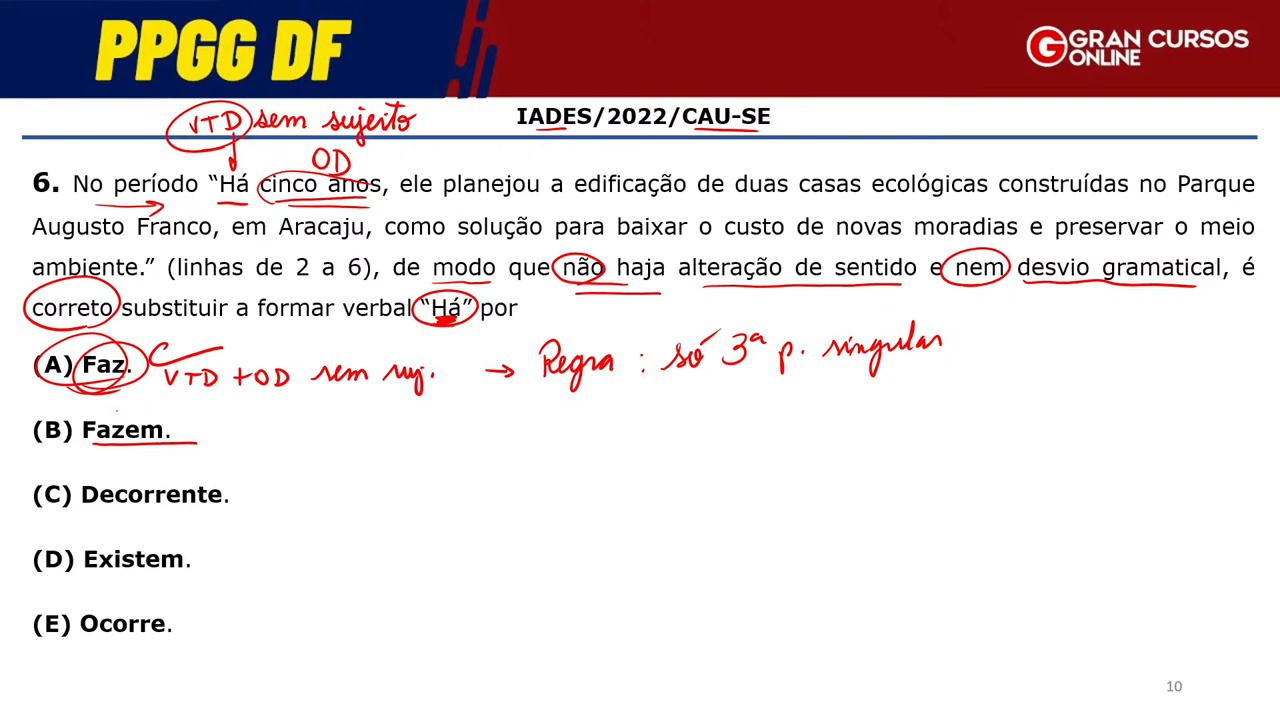 PPGG DF
GRAN CURSOS
ONLINE
IADES/2022/CAU-SE
VTD sem sujeito
OD
6. No período “Há cinco anos, ele planejou a edificação de duas casas ecológicas construídas no Parque
Augusto Franco, em Aracaju, como solução para baixar o custo de novas moradias e preservar o meio
ambiente.” (linhas de 2 a 6), de modo que não haja alteração de sentido e nem desvio gramatical, é
correto substituir a formar verbal “Há” por
(A) Faz.
VTD + OD sem suj. → Regra : só 3ª p. singular
(B) Fazem.
(C) Decorrente.
(D) Existem.
(E) Ocorre.
10